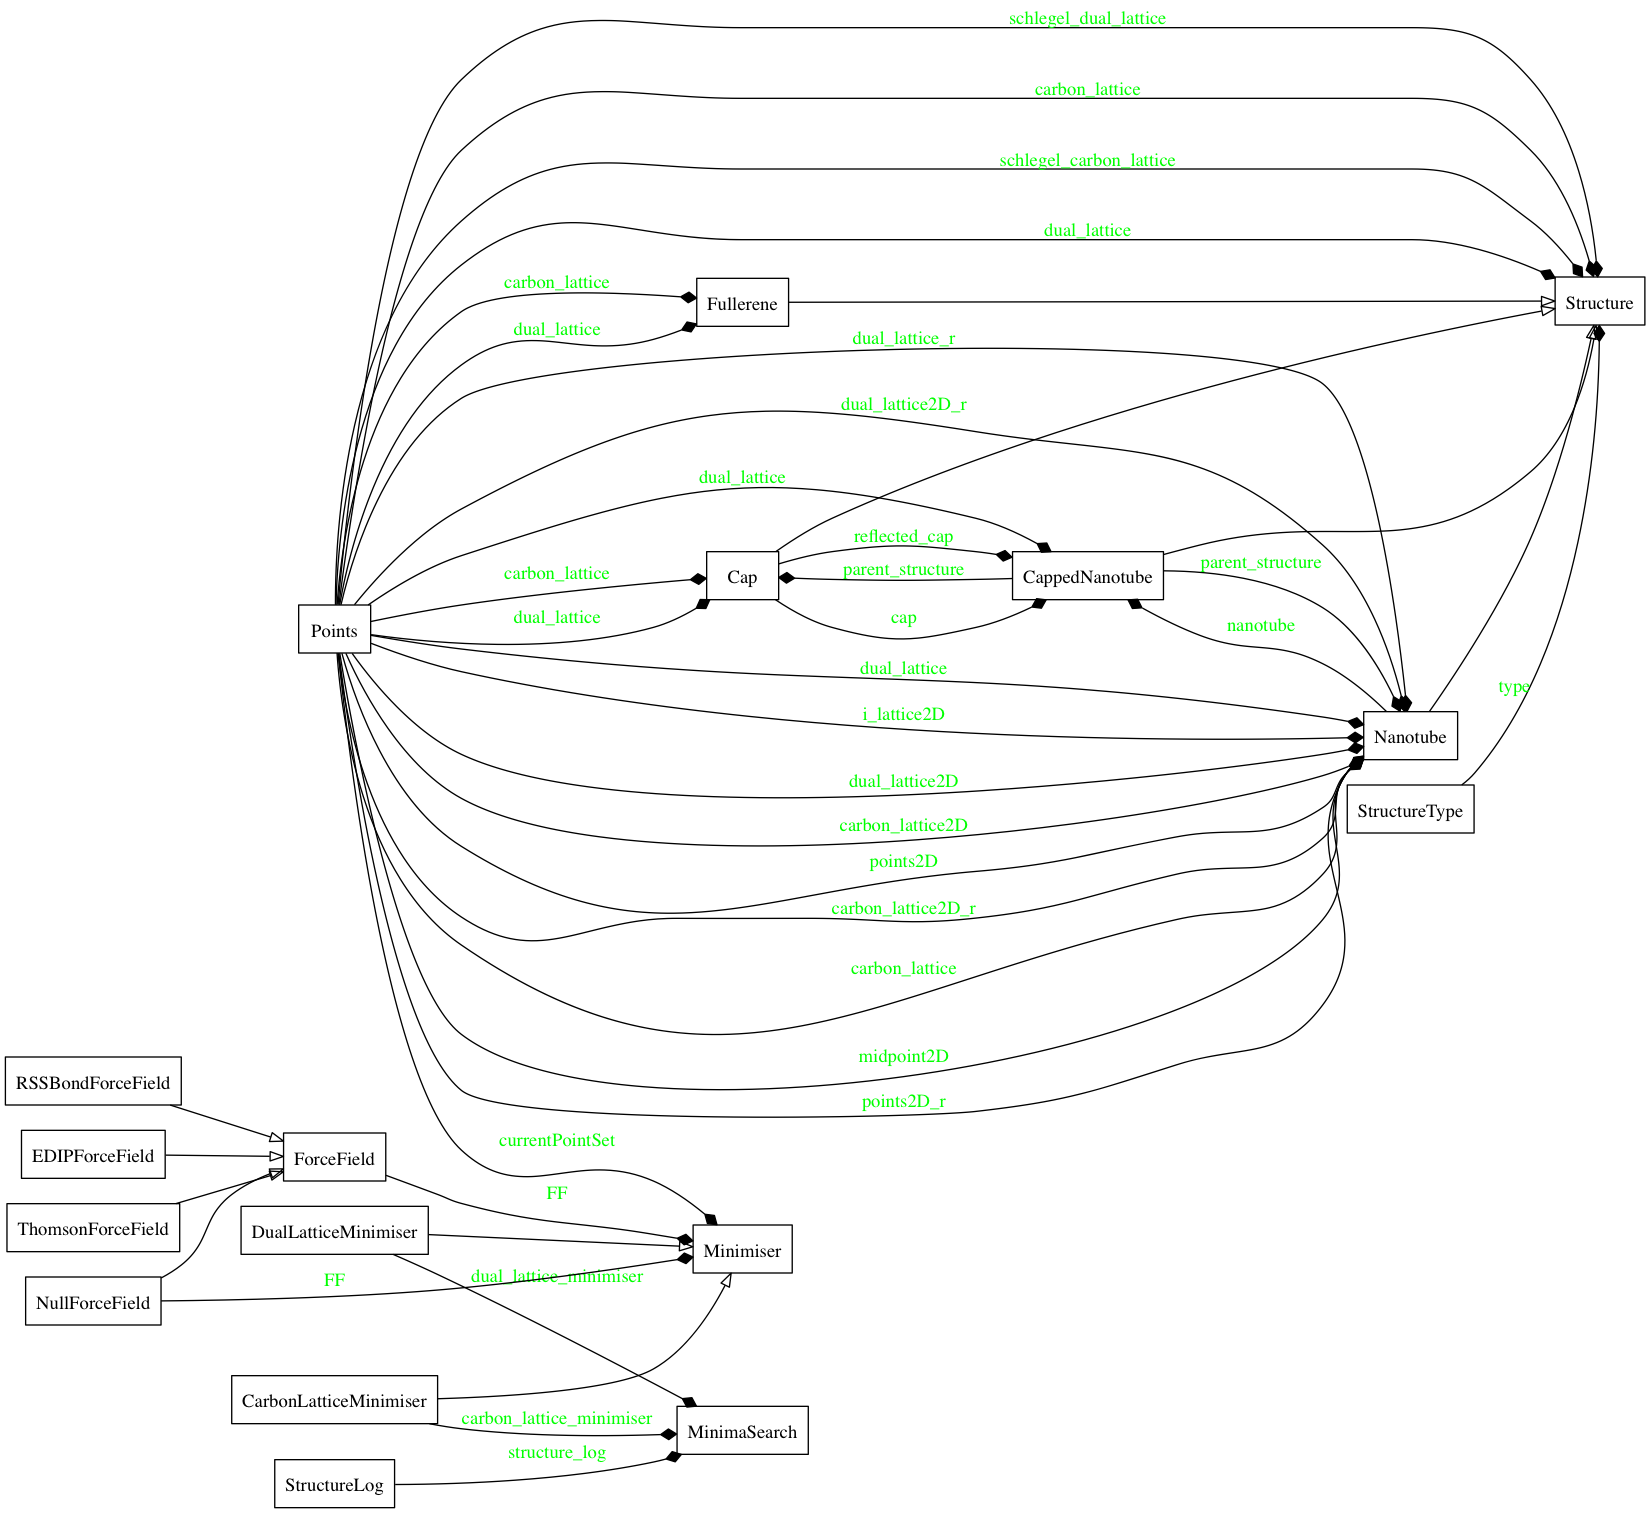 schlegel_dual_lattice
carbon_lattice
schlegel_carbon_lattice
dual_lattice
carbon_lattice
Fullerene
Structure
dual_lattice
dual_lattice_r
dual_lattice2D_r
dual_lattice
reflected_cap
carbon_lattice
Cap
parent_structure
CappedNanotube
parent_structure
dual_lattice
cap
nanotube
Points
dual_lattice
type
i_lattice2D
Nanotube
dual_lattice2D
StructureType
carbon_lattice2D
points2D
carbon_lattice2D_r
carbon_lattice
midpoint2D
RSSBondForceField
points2D_r
currentPointSet
EDIPForceField
ForceField
FF
ThomsonForceField
DualLatticeMinimiser
Minimiser
FF
dual_lattice_minimiser
NullForceField
CarbonLatticeMinimiser
carbon_lattice_minimiser
MinimaSearch
structure_log
StructureLog